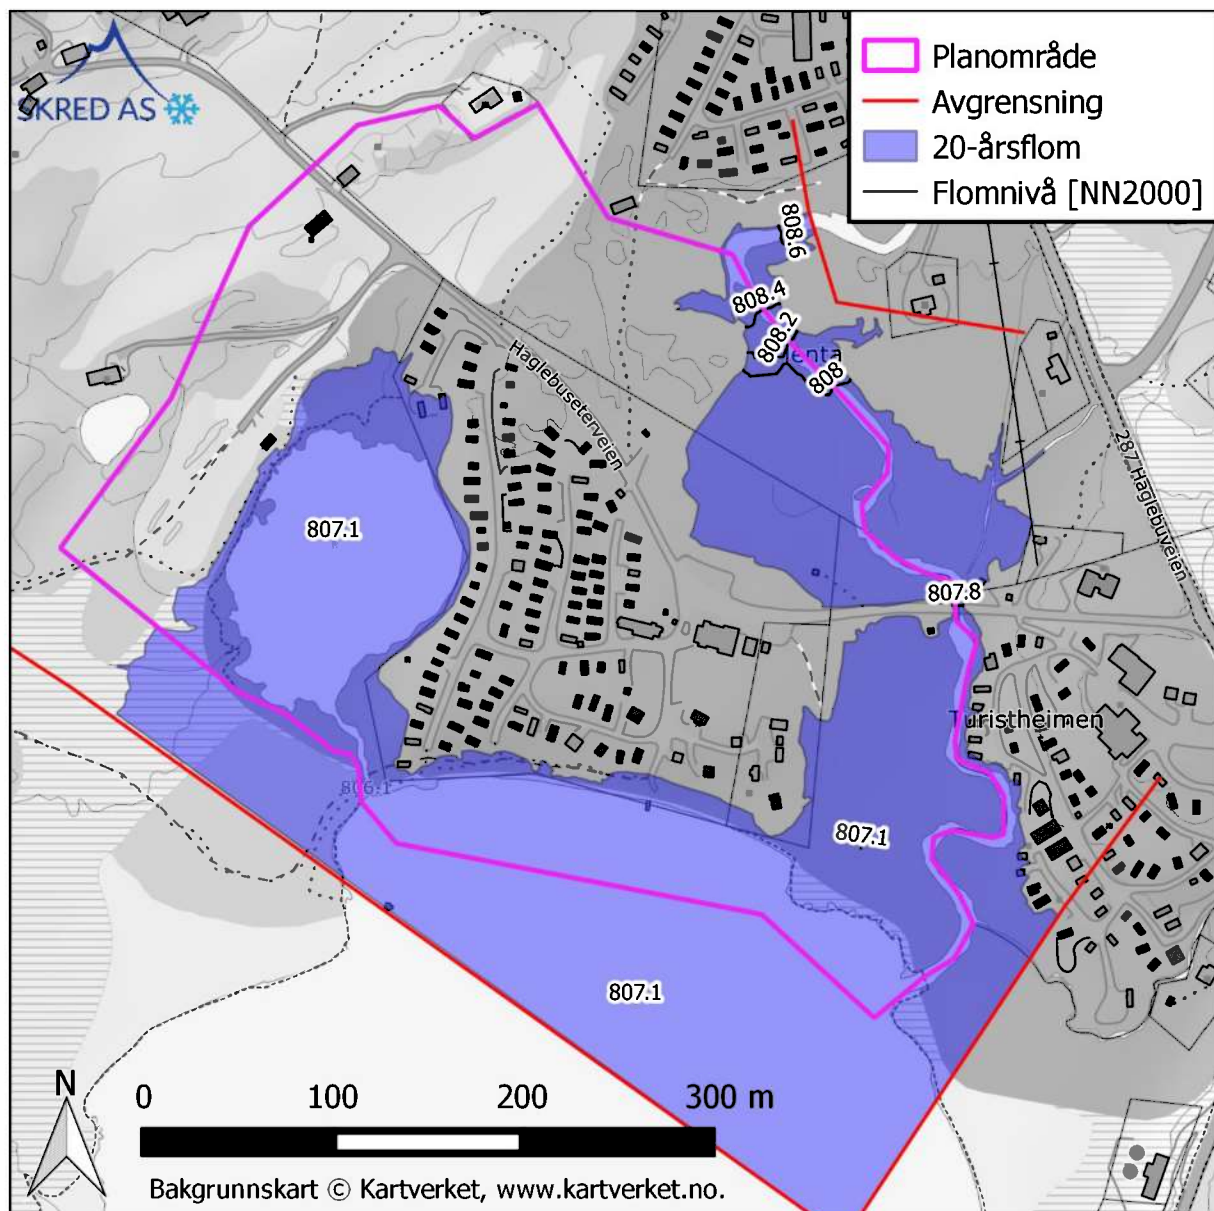 SKRED AS
Planområde
Avgrensning
20-årsflom
Flomnivå [NN2000]
808.6
808.4
808.2
808
Haglebuseterveien
287 Haglebuveien
807.1
807.8
Turistheimen
806.1
807.1
807.1
N
0 100 200 300 m
Bakgrunnskart © Kartverket, www.kartverket.no.